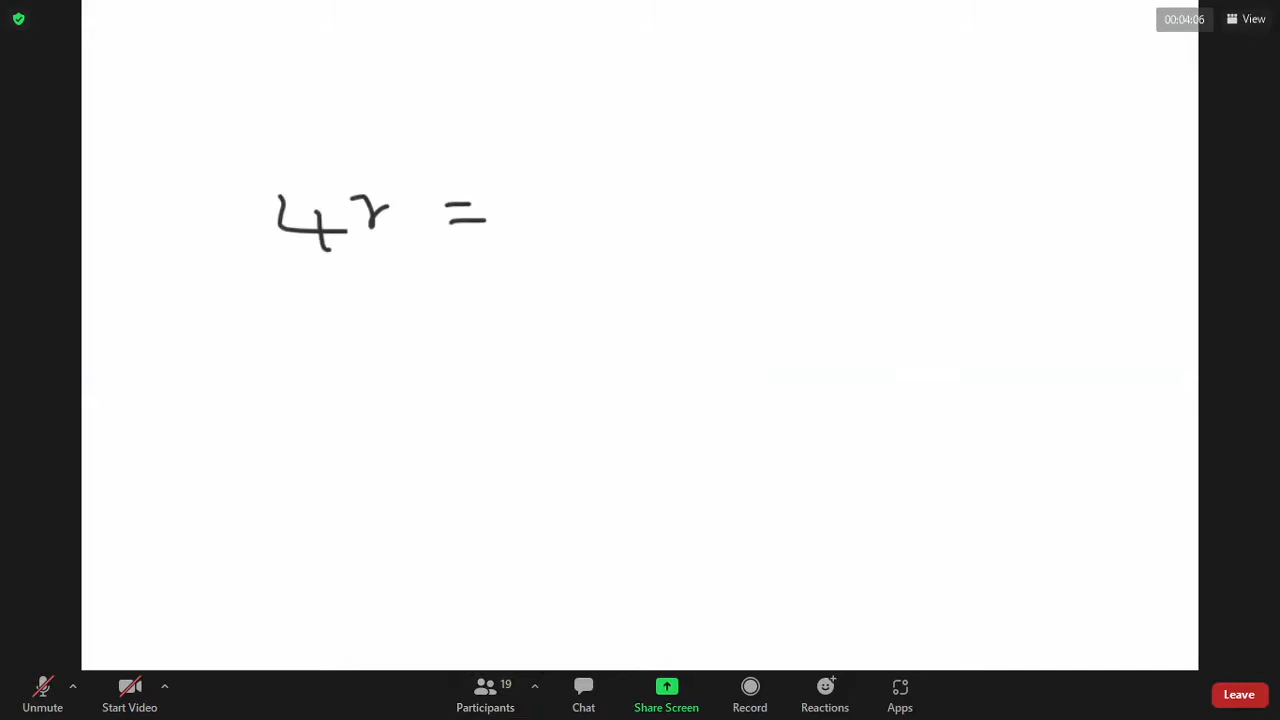 00:04:06 View
4r =
Unmute Start Video Participants 19 Chat Share Screen Record Reactions Apps Leave